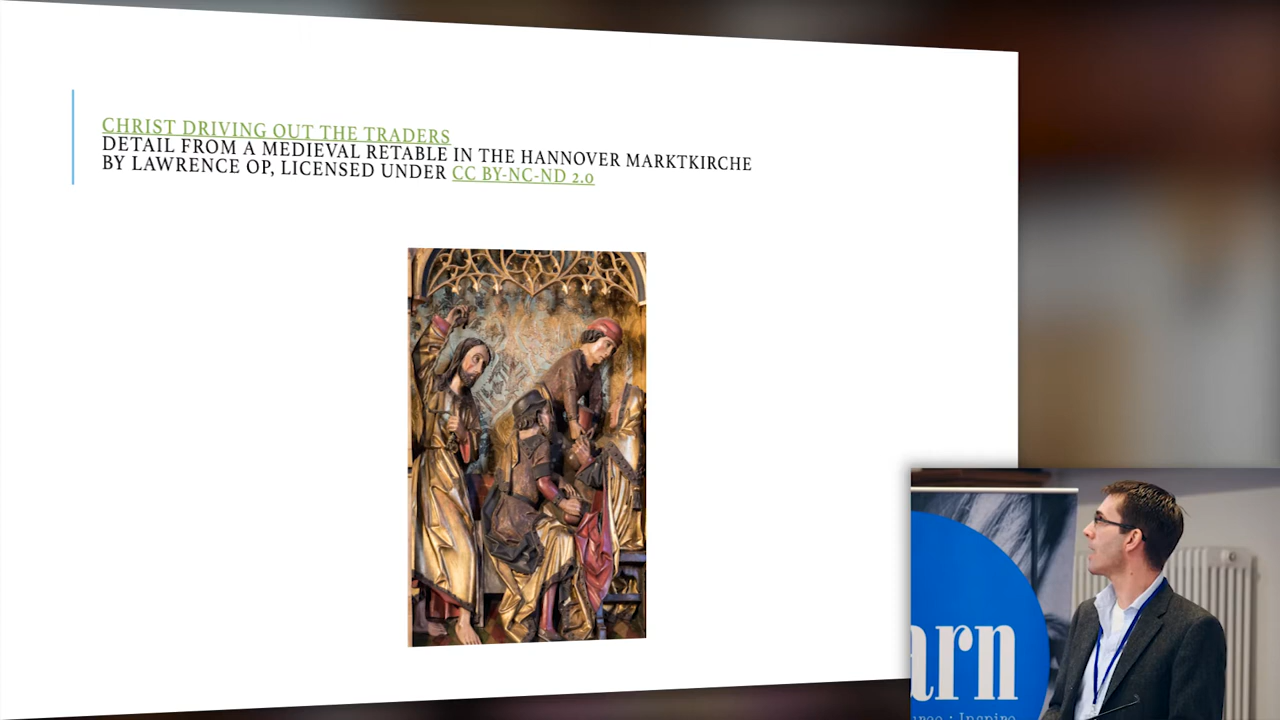 CHRIST DRIVING OUT THE TRADERS
DETAIL FROM A MEDIEVAL RETABLE IN THE HANNOVER MARKTKIRCHE
BY LAWRENCE OP, LICENSED UNDER CC BY-NC-ND 2.0
arn
: Inspire